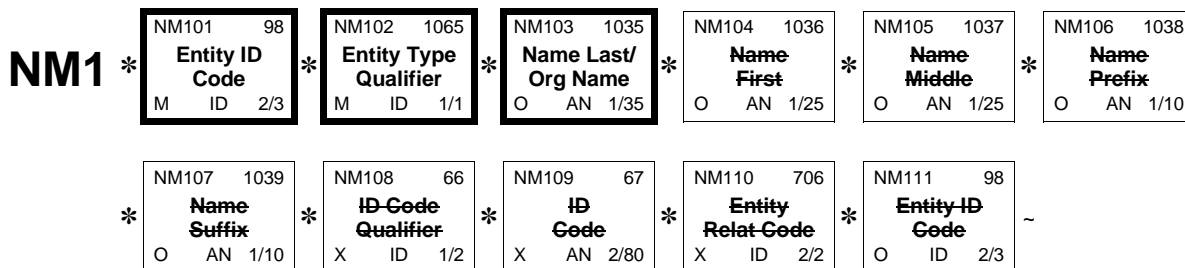 NM101 98 NM102 1065 NM103 1035 NM104 1036 NM105 1037 NM106 1038
NM1 * Entity ID Code * Entity Type Qualifier * Name Last/ Org Name * Name First * Name Middle * Name Prefix
M ID 2/3 M ID 1/1 O AN 1/35 O AN 1/25 O AN 1/25 O AN 1/10
NM107 1039 NM108 66 NM109 67 NM110 706 NM111 98
* Name Suffix * ID Code Qualifier * ID Code * Entity Relat Code * Entity ID Code ~
O AN 1/10 X ID 1/2 X AN 2/80 X ID 2/2 O ID 2/3